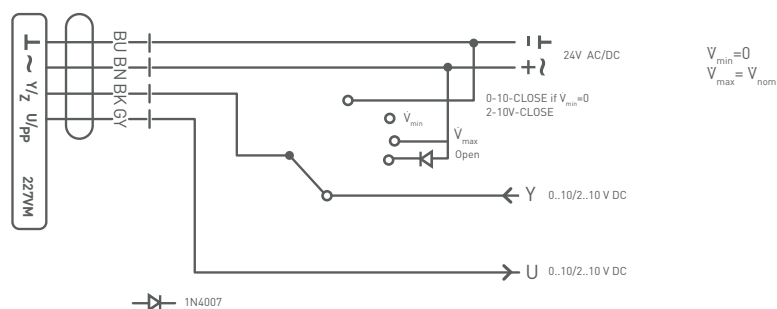 ⊥ ~ Y/Z U/PP 227VM
BU
BN
BK
GY
24V AC/DC
0-10-CLOSE if V̇min=0
2-10V-CLOSE
V̇min
V̇max
Open
Y 0..10/2..10 V DC
U 0..10/2..10 V DC
1N4007
V̇min=0
V̇max= V̇nom